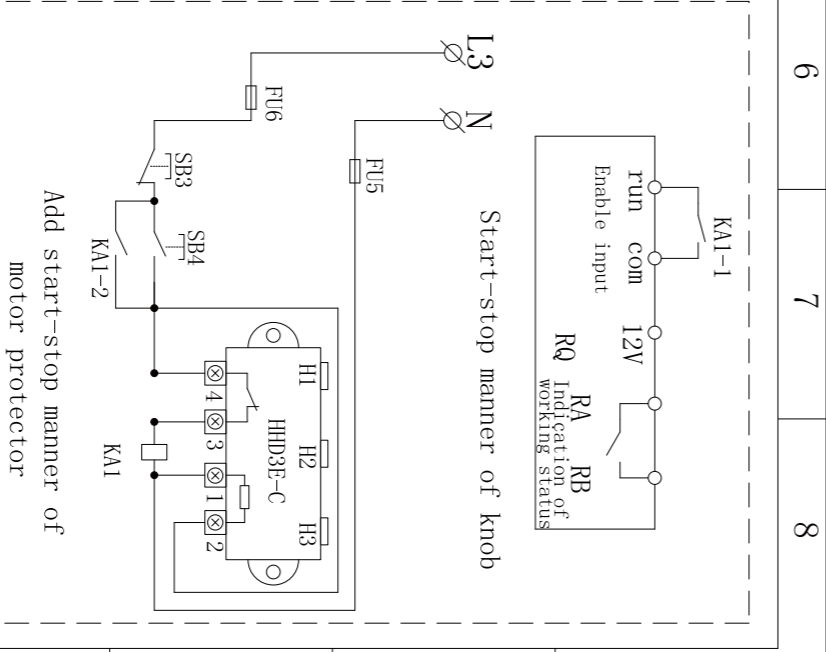 6
7
8
L3
N
FU6
FU5
SB3
SB4
KA1-2
KA1-1
run com 12V RA RB
Enable input
RQ
Indication of
working status
Start-stop manner of knob
H1 H2 H3
HHD3E-C
4 3 1 2
KA1
Add start-stop manner of
motor protector